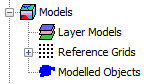 Models
Layer Models
Reference Grids
Modelled Objects